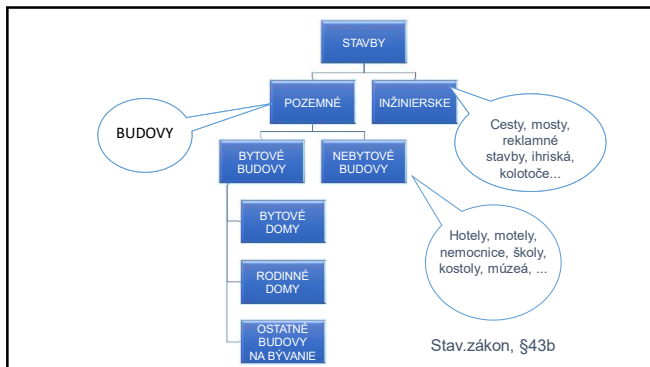 STAVBY
POZEMNÉ
INŽINIERSKE
BUDOVY
Cesty, mosty,
reklamné
stavby, ihriská,
kolotoče...
BYTOVÉ
BUDOVY
NEBYTOVÉ
BUDOVY
BYTOVÉ
DOMY
Hotely, motely,
nemocnice, školy,
kostoly, múzeá, ...
RODINNÉ
DOMY
OSTATNÉ
BUDOVY
NA BÝVANIE
Stav.zákon, §43b